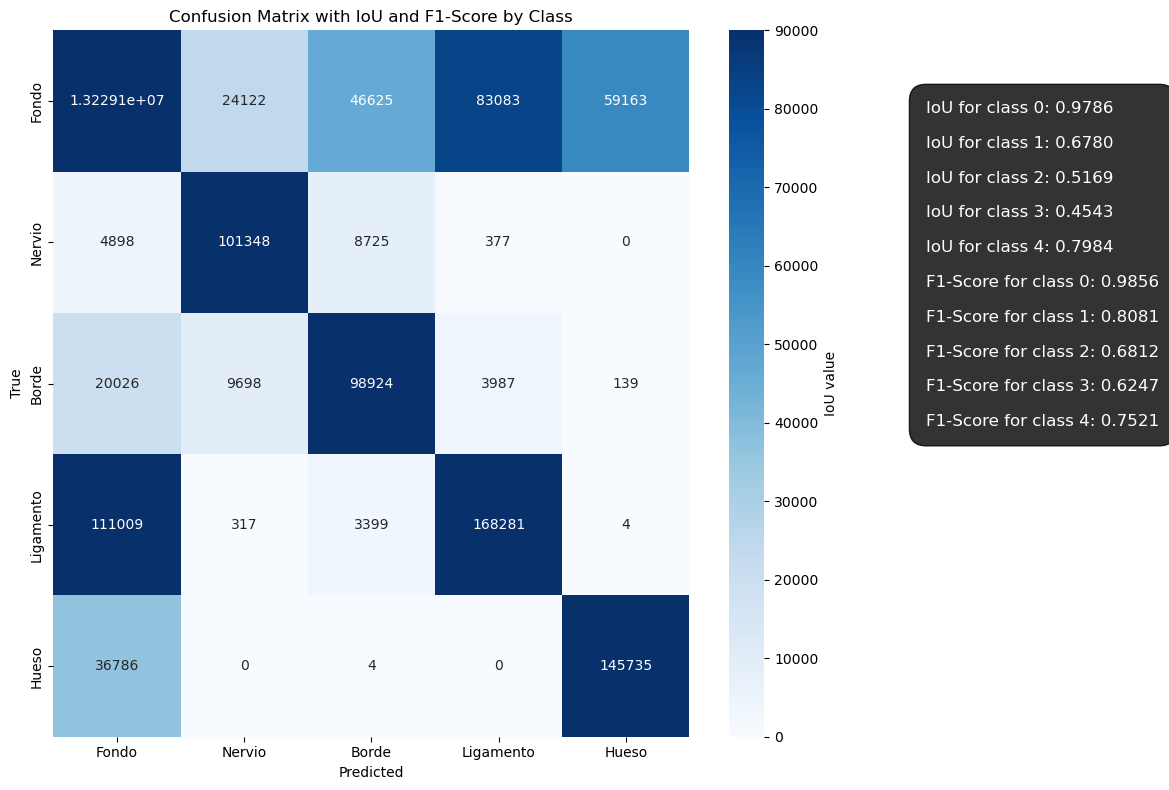 Confusion Matrix with IoU and F1-Score by Class
Fondo 1.32291e+07 24122 46625 83083 59163
Nervio 4898 101348 8725 377 0
Borde 20026 9698 98924 3987 139
Ligamento 111009 317 3399 168281 4
Hueso 36786 0 4 0 145735
True
Fondo Nervio Borde Ligamento Hueso
Predicted
90000
80000
70000
60000
50000
40000
30000
20000
10000
0
IoU value
IoU for class 0: 0.9786
IoU for class 1: 0.6780
IoU for class 2: 0.5169
IoU for class 3: 0.4543
IoU for class 4: 0.7984
F1-Score for class 0: 0.9856
F1-Score for class 1: 0.8081
F1-Score for class 2: 0.6812
F1-Score for class 3: 0.6247
F1-Score for class 4: 0.7521